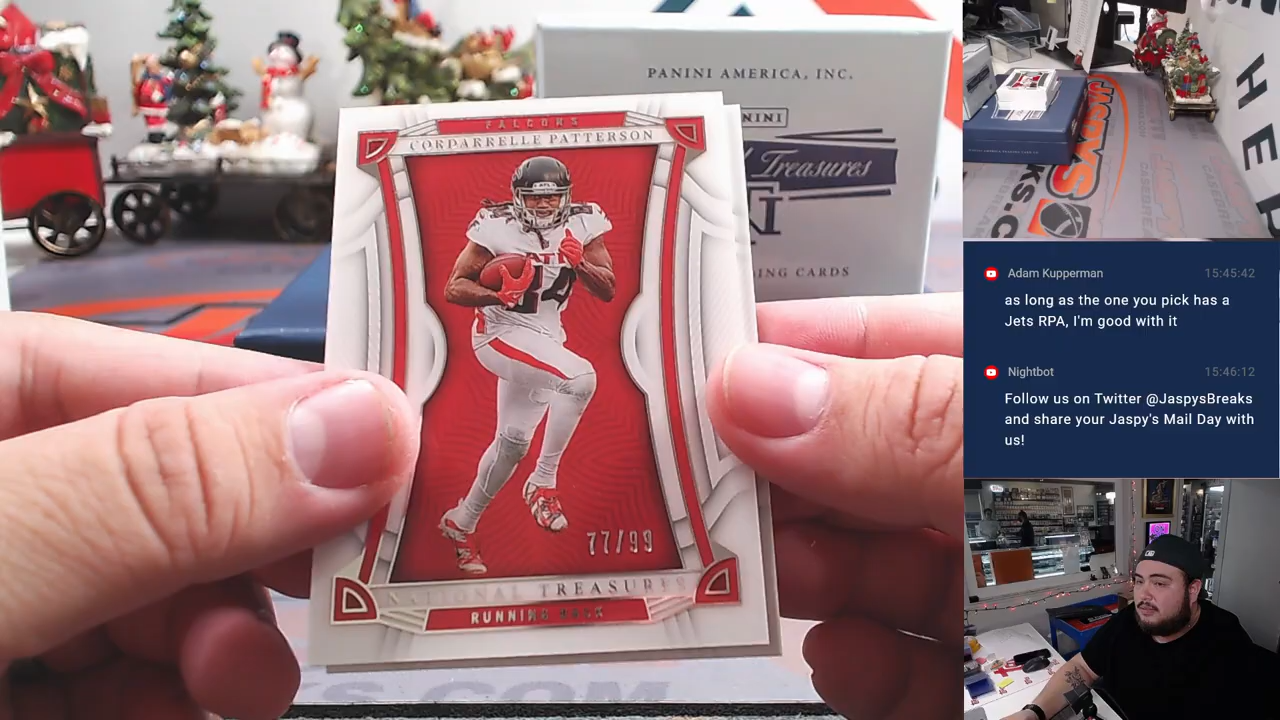 PANINI AMERICA, INC.
Treasures
CARDS
FALCONS
CORDARRELLE PATTERSON
77/99
NATIONAL TREASURES
RUNNING BACK
JASPYS
Adam Kupperman 15:45:42
as long as the one you pick has a
Jets RPA, I'm good with it
Nightbot 15:46:12
Follow us on Twitter @JaspysBreaks
and share your Jaspy's Mail Day with
us!